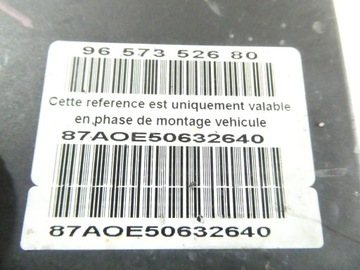 96 573 526 80
Cette reference est uniquement valable
en phase de montage vehicule
87AOE50632640
87AOE50632640